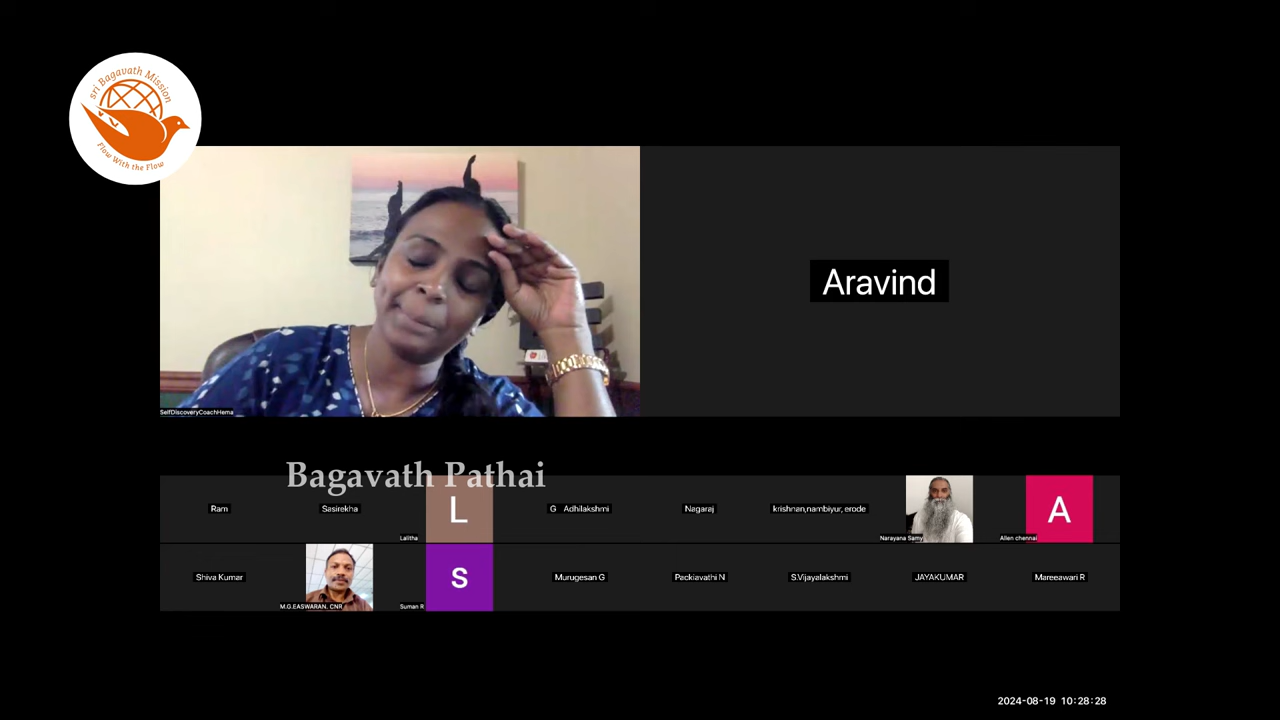 Sri Bagavath Mission
Flow With the Flow
SelfDiscoveryCoachHema
Aravind
Bagavath Pathai
Ram
Sasirekha
L
Lalitha
G Adhilakshmi
Nagaraj
krishnan,nambiyur, erode
Narayana Samy
A
Allen chennai
Shiva Kumar
M.G.EASWARAN. CNR
S
Suman R
Murugesan G
Packiavathi N
S.Vijayalakshmi
JAYAKUMAR
Mareeawari R
2024-08-19 10:28:28